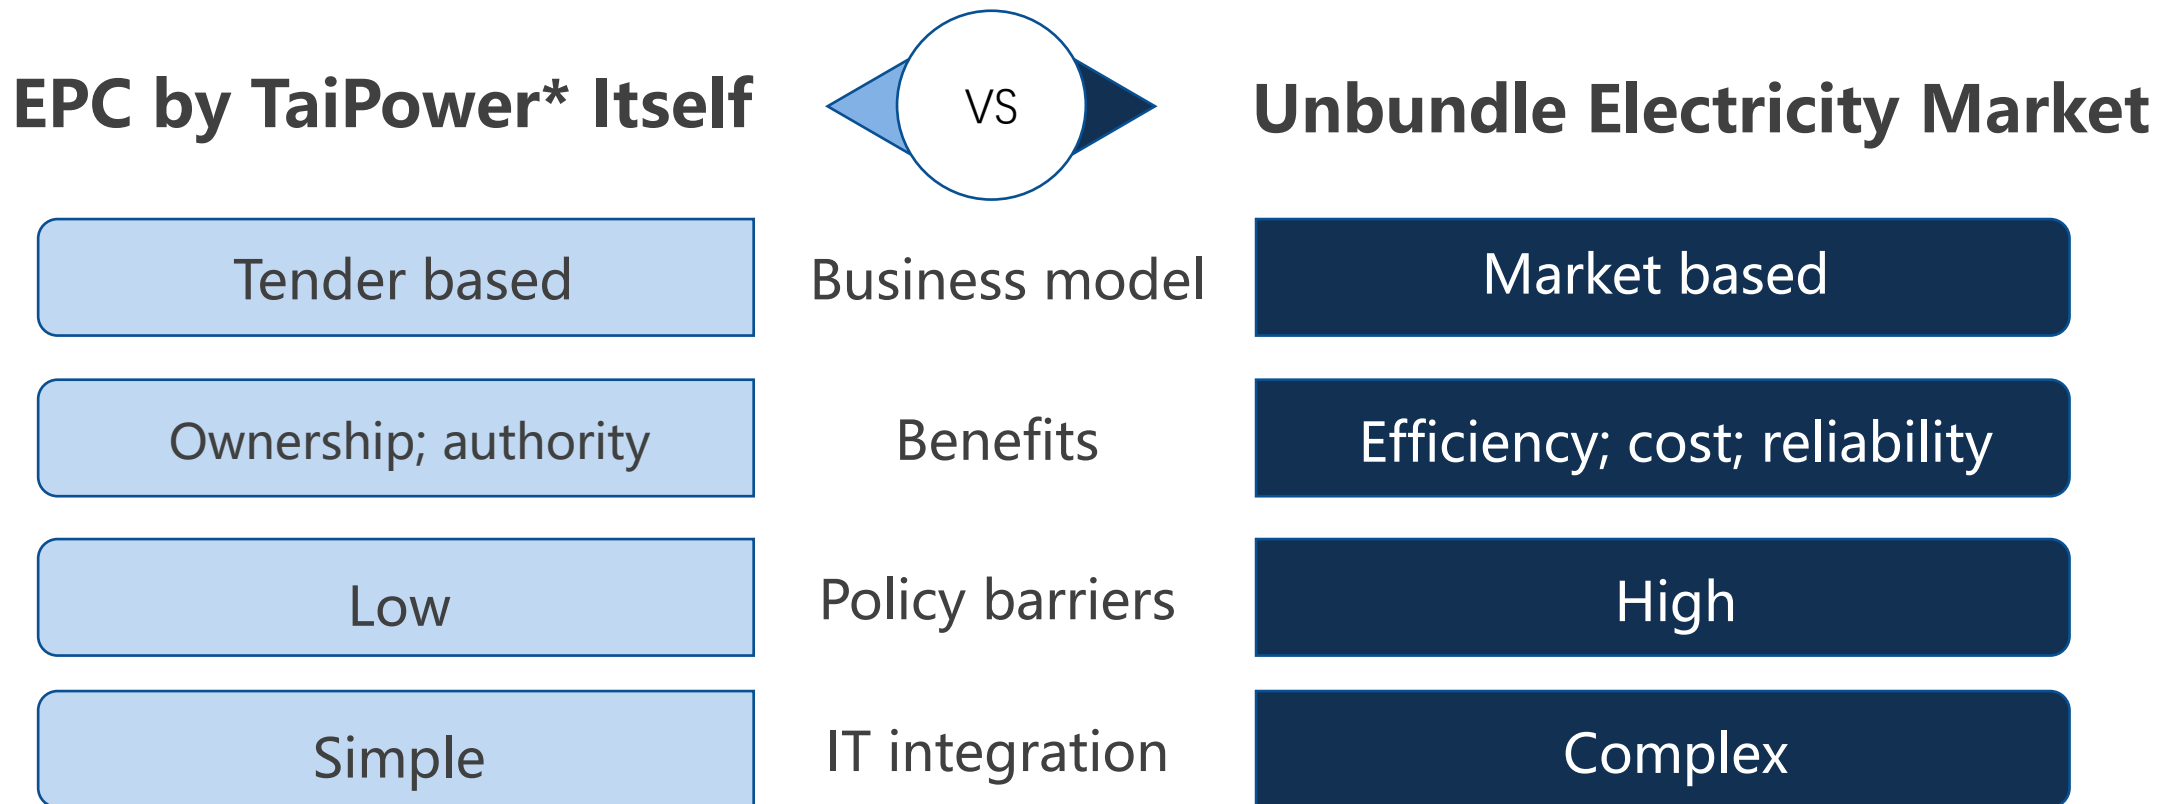 EPC by TaiPower* Itself
VS
Unbundle Electricity Market
Tender based
Business model
Market based
Ownership; authority
Benefits
Efficiency; cost; reliability
Low
Policy barriers
High
Simple
IT integration
Complex